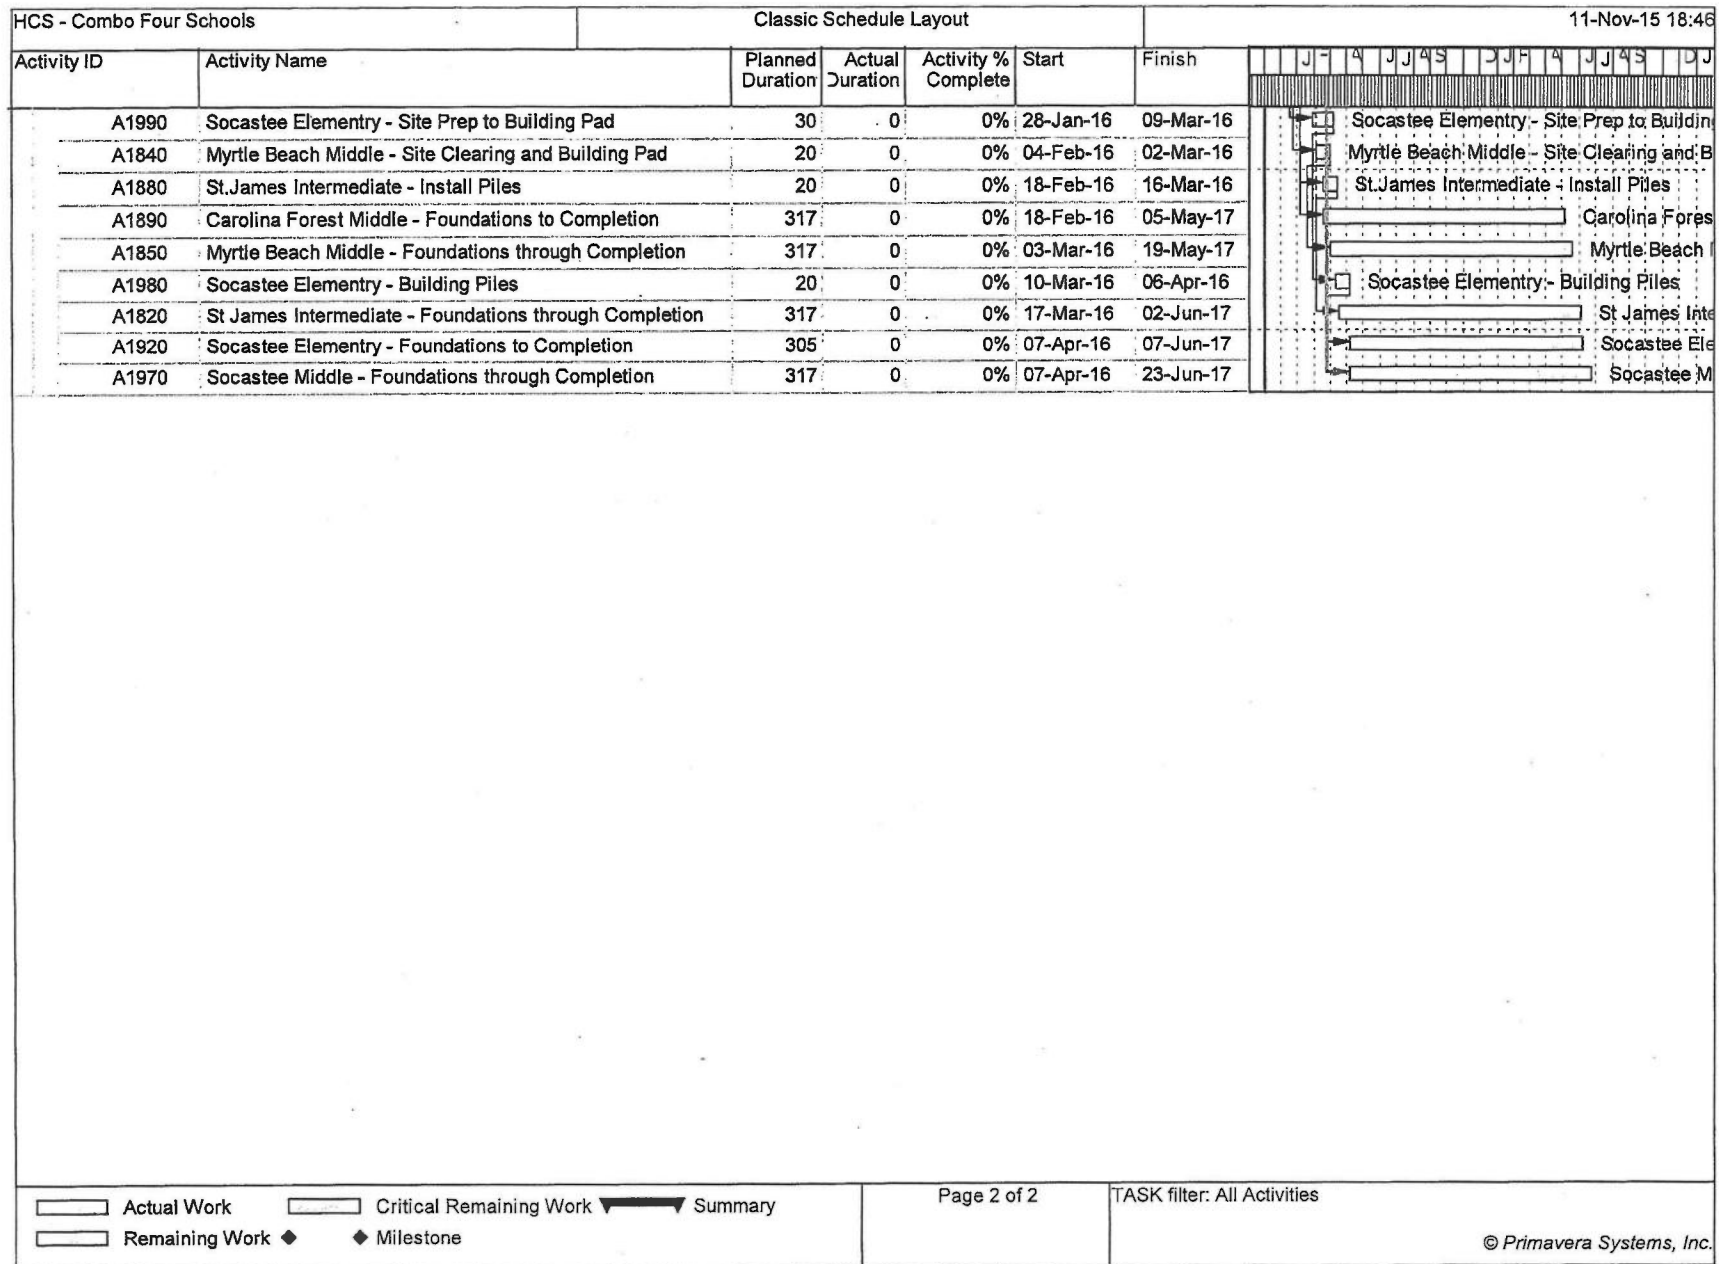 HCS - Combo Four Schools Classic Schedule Layout 11-Nov-15 18:46
Activity ID Activity Name Planned Duration Actual Duration Activity % Complete Start Finish
J F A J J A S D J F A J J A S D J
A1990 Socastee Elementry - Site Prep to Building Pad 30 0 0% 28-Jan-16 09-Mar-16 Socastee Elementry - Site Prep to Buildin
A1840 Myrtle Beach Middle - Site Clearing and Building Pad 20 0 0% 04-Feb-16 02-Mar-16 Myrtle Beach Middle - Site Clearing and B
A1880 St.James Intermediate - Install Piles 20 0 0% 18-Feb-16 16-Mar-16 St.James Intermediate - Install Piles
A1890 Carolina Forest Middle - Foundations to Completion 317 0 0% 18-Feb-16 05-May-17 Carolina Fores
A1850 Myrtle Beach Middle - Foundations through Completion 317 0 0% 03-Mar-16 19-May-17 Myrtle Beach
A1980 Socastee Elementry - Building Piles 20 0 0% 10-Mar-16 06-Apr-16 Socastee Elementry - Building Piles
A1820 St James Intermediate - Foundations through Completion 317 0 0% 17-Mar-16 02-Jun-17 St James Inte
A1920 Socastee Elementry - Foundations to Completion 305 0 0% 07-Apr-16 07-Jun-17 Socastee Ele
A1970 Socastee Middle - Foundations through Completion 317 0 0% 07-Apr-16 23-Jun-17 Socastee M
Actual Work Critical Remaining Work Summary Page 2 of 2 TASK filter: All Activities
Remaining Work Milestone
© Primavera Systems, Inc.